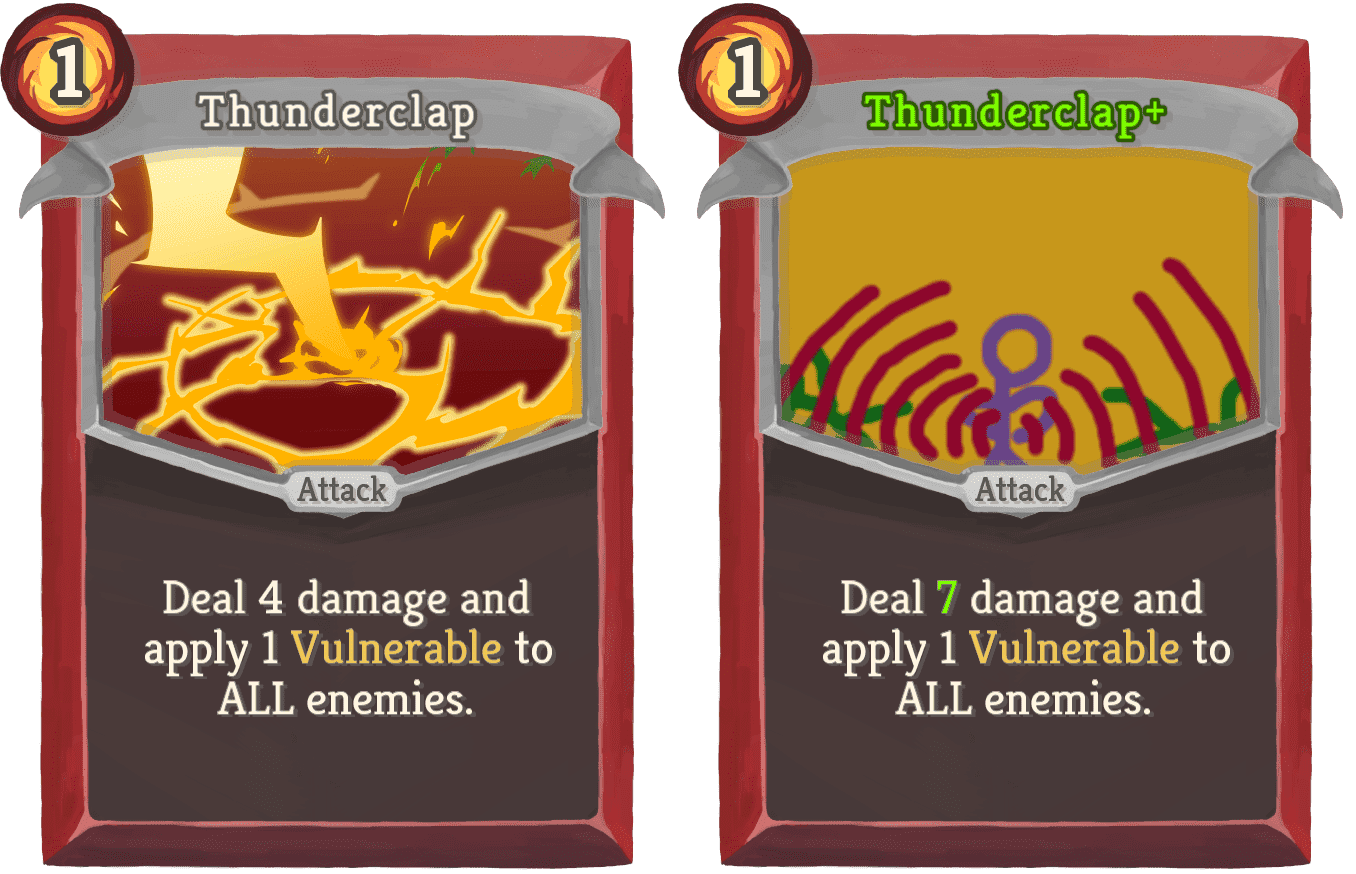 1
Thunderclap
Attack
Deal 4 damage and
apply 1 Vulnerable to
ALL enemies.
1
Thunderclap+
Attack
Deal 7 damage and
apply 1 Vulnerable to
ALL enemies.